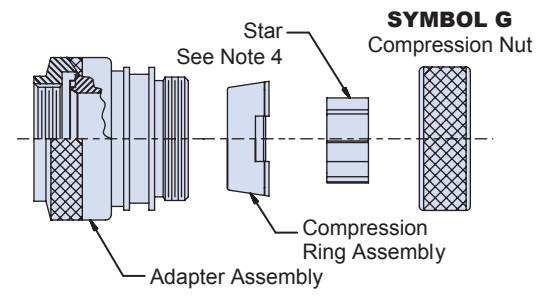 SYMBOL G
Compression Nut
Star
See Note 4
Compression
Ring Assembly
Adapter Assembly